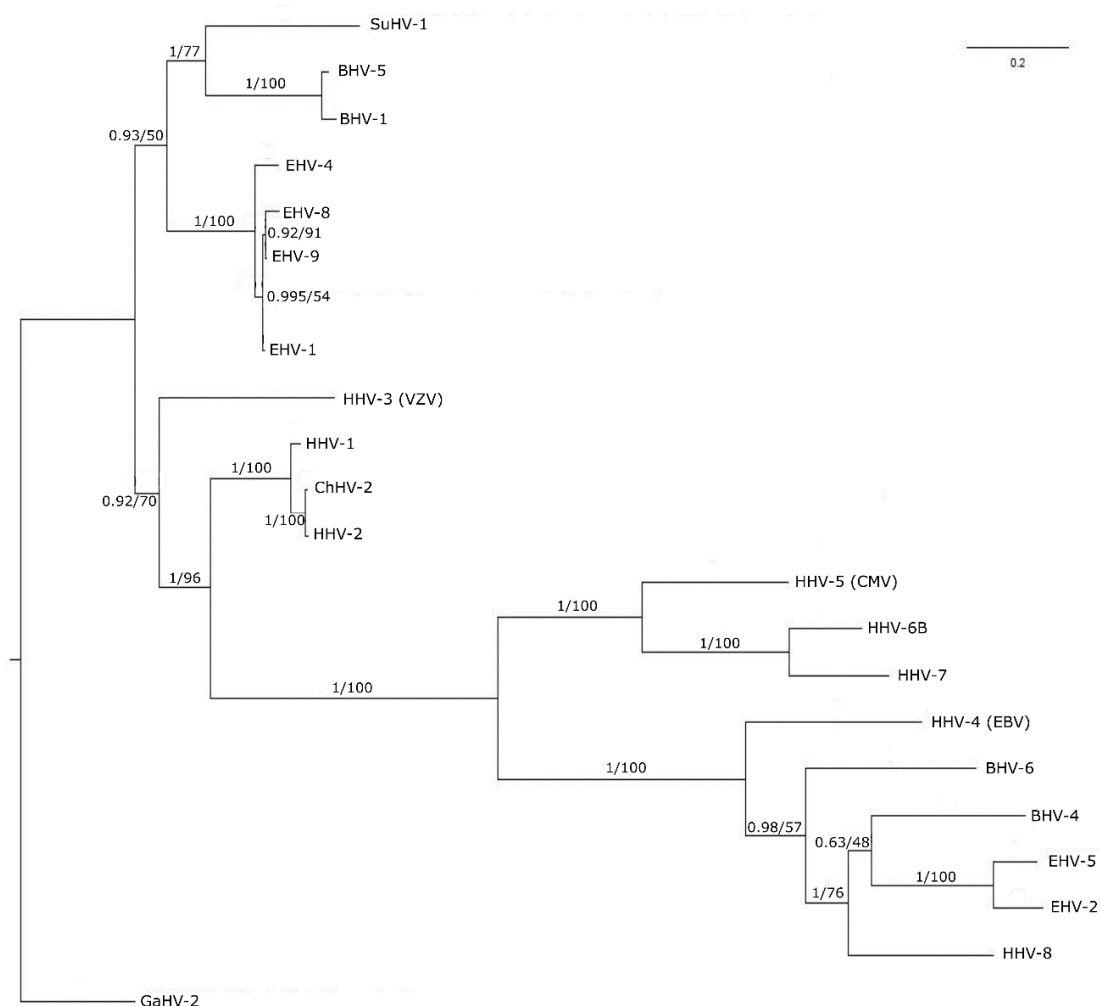 SuHV-1
1/77
0.2
BHV-5
1/100
BHV-1
0.93/50
EHV-4
EHV-8
1/100
0.92/91
EHV-9
0.995/54
EHV-1
HHV-3 (VZV)
HHV-1
1/100
ChHV-2
0.92/70
1/100
HHV-2
1/96
HHV-5 (CMV)
1/100
HHV-6B
1/100
HHV-7
1/100
HHV-4 (EBV)
1/100
BHV-6
BHV-4
0.98/57
0.63/48
EHV-5
1/100
1/76
EHV-2
HHV-8
GaHV-2